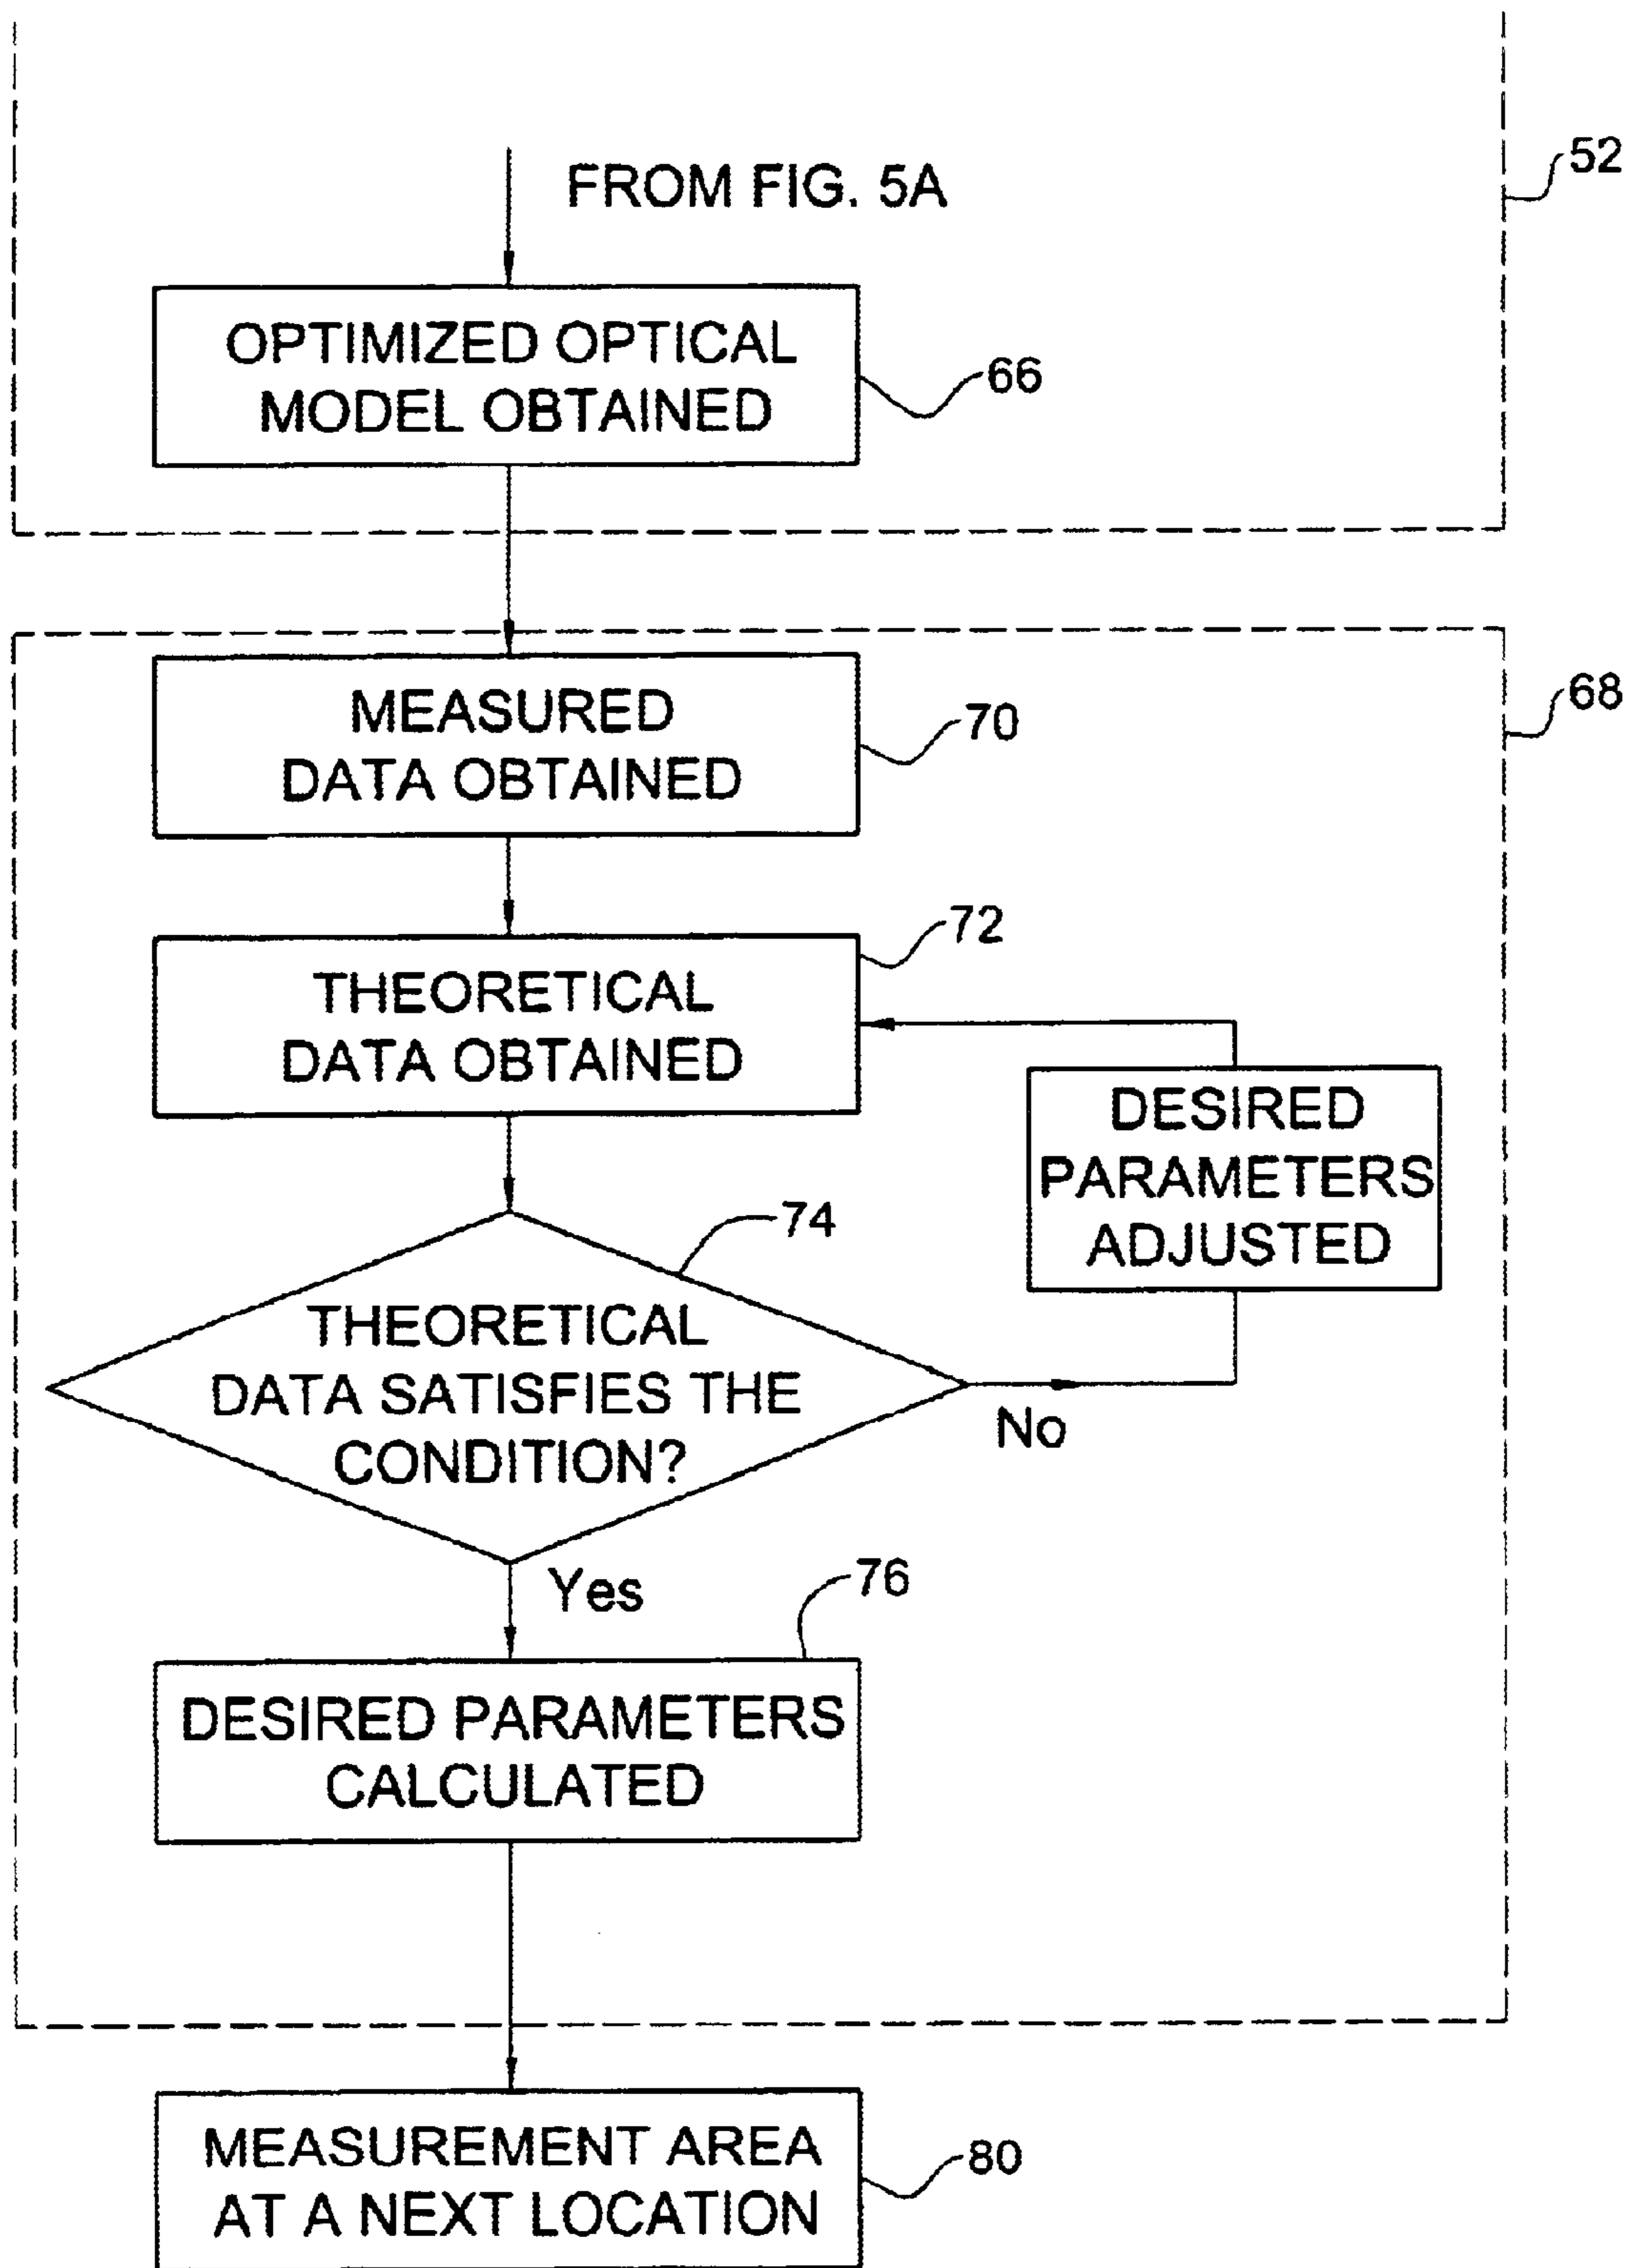 52
FROM FIG. 5A
OPTIMIZED OPTICAL
MODEL OBTAINED
66
68
MEASURED
DATA OBTAINED
70
72
THEORETICAL
DATA OBTAINED
DESIRED
PARAMETERS
ADJUSTED
74
THEORETICAL
DATA SATISFIES THE
CONDITION?
No
Yes
76
DESIRED PARAMETERS
CALCULATED
MEASUREMENT AREA
AT A NEXT LOCATION
80